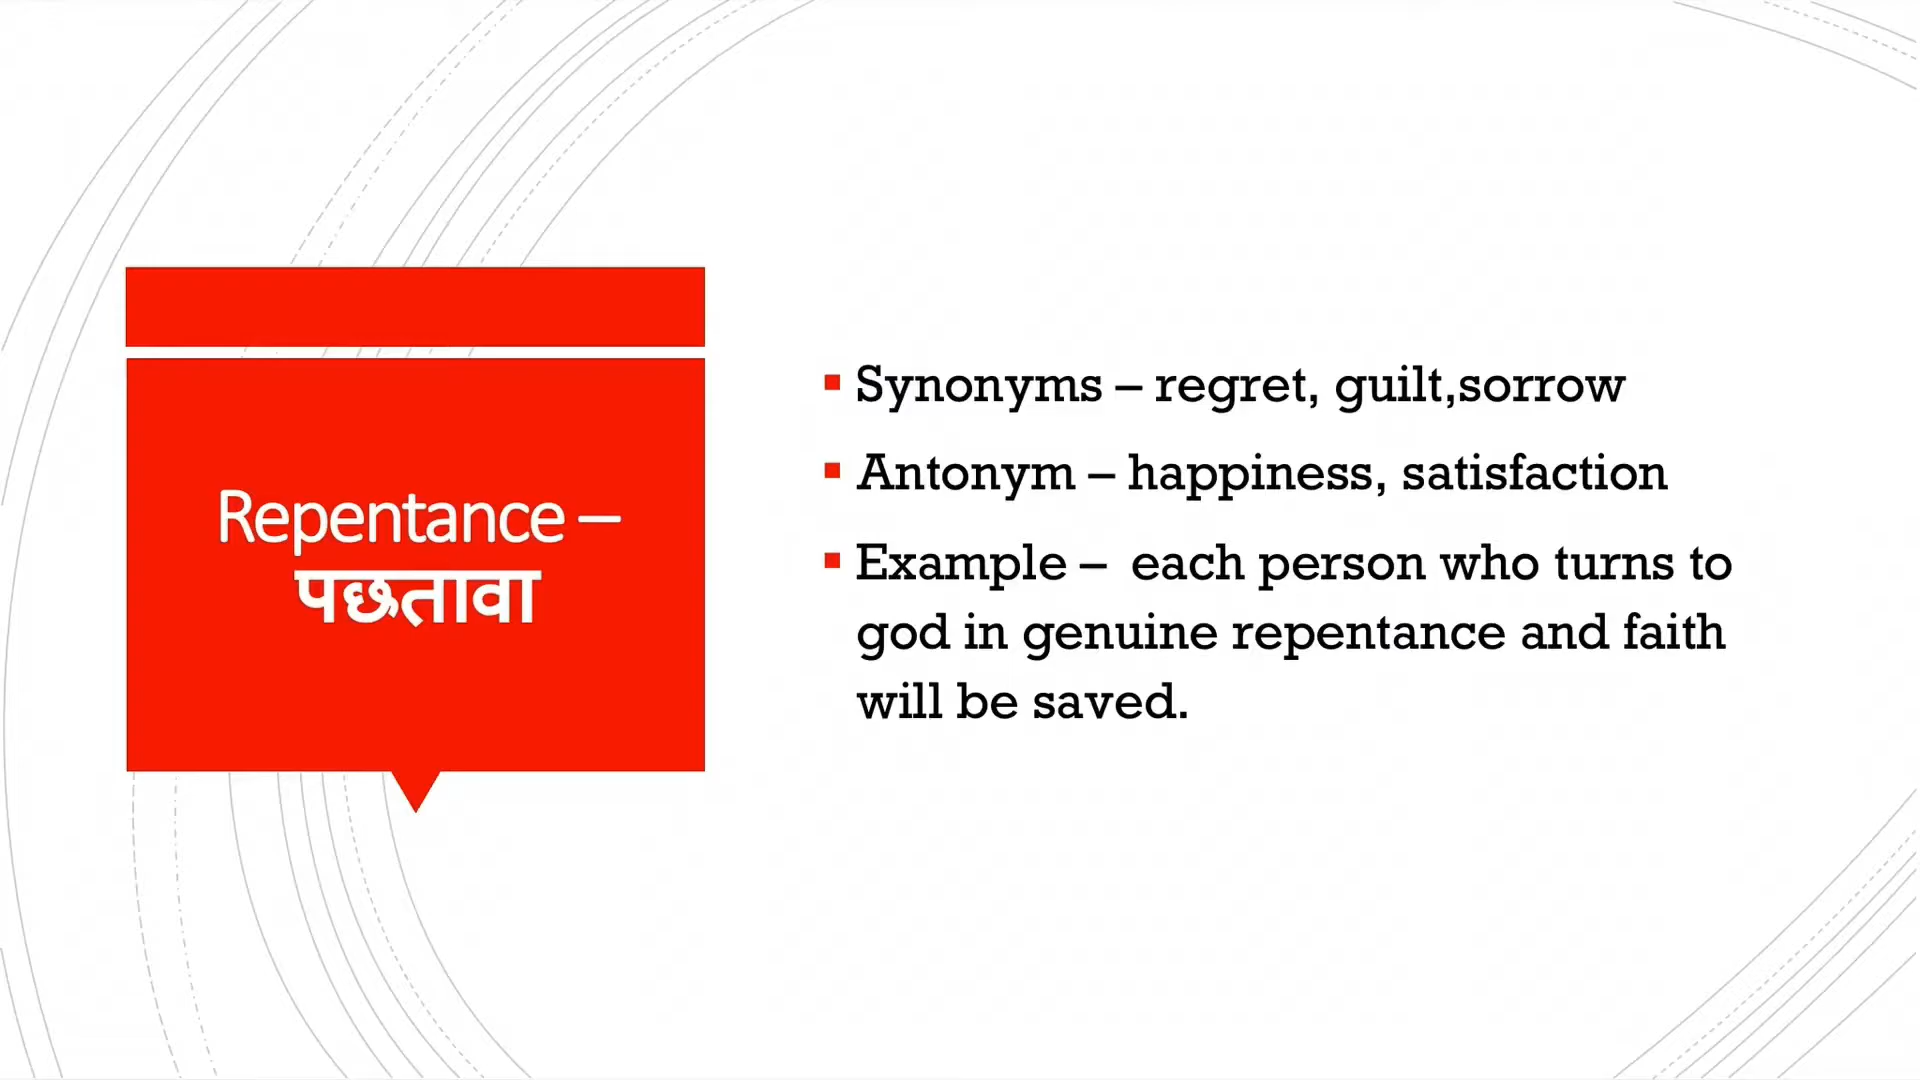 Repentance –
पछतावा
Synonyms – regret, guilt,sorrow
Antonym – happiness, satisfaction
Example – each person who turns to
god in genuine repentance and faith
will be saved.